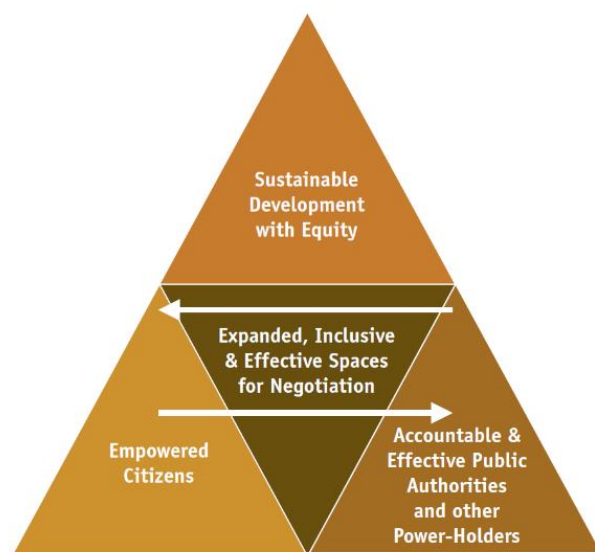 Sustainable
Development
with Equity
Expanded, Inclusive
& Effective Spaces
for Negotiation
Empowered
Citizens
Accountable &
Effective Public
Authorities
and other
Power-Holders